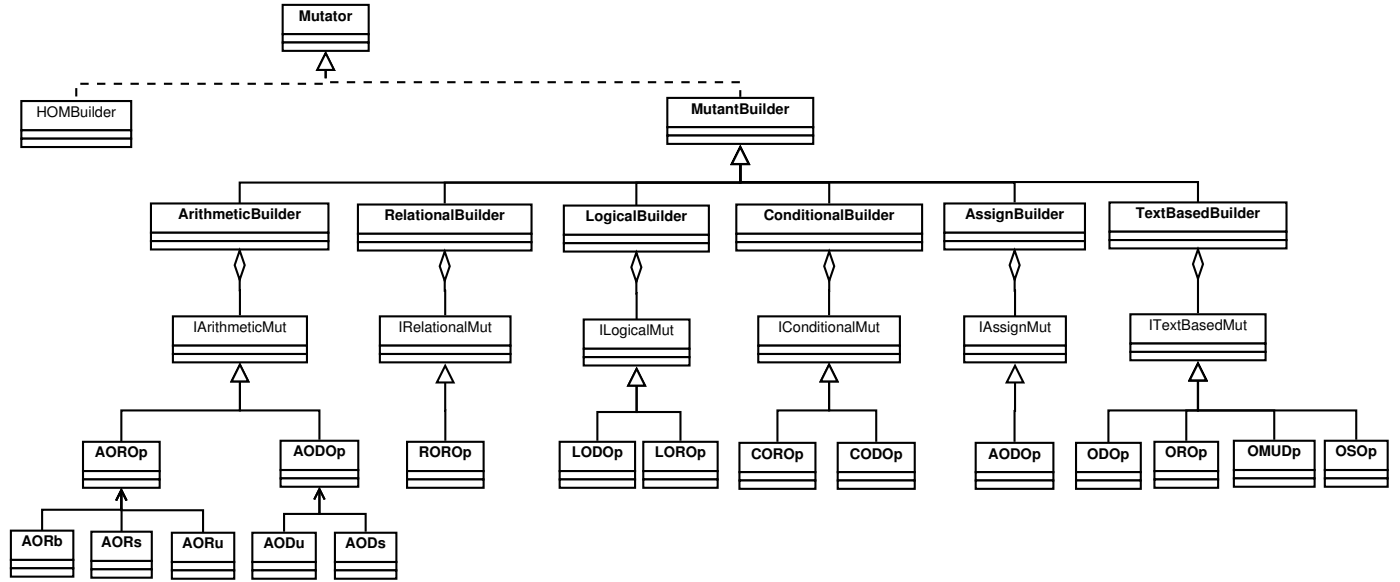 Mutator
HOMBuilder
MutantBuilder
ArithmeticBuilder
RelationalBuilder
LogicalBuilder
ConditionalBuilder
AssignBuilder
TextBasedBuilder
IArithmeticMut
IRelationalMut
ILogicalMut
IConditionalMut
IAssignMut
ITextBasedMut
AOROp
AODOp
ROROp
LODOp
LOROp
COROp
CODOp
AODOp
ODOp
OROp
OMUDp
OSOp
AORb
AORs
AORu
AODu
AODs